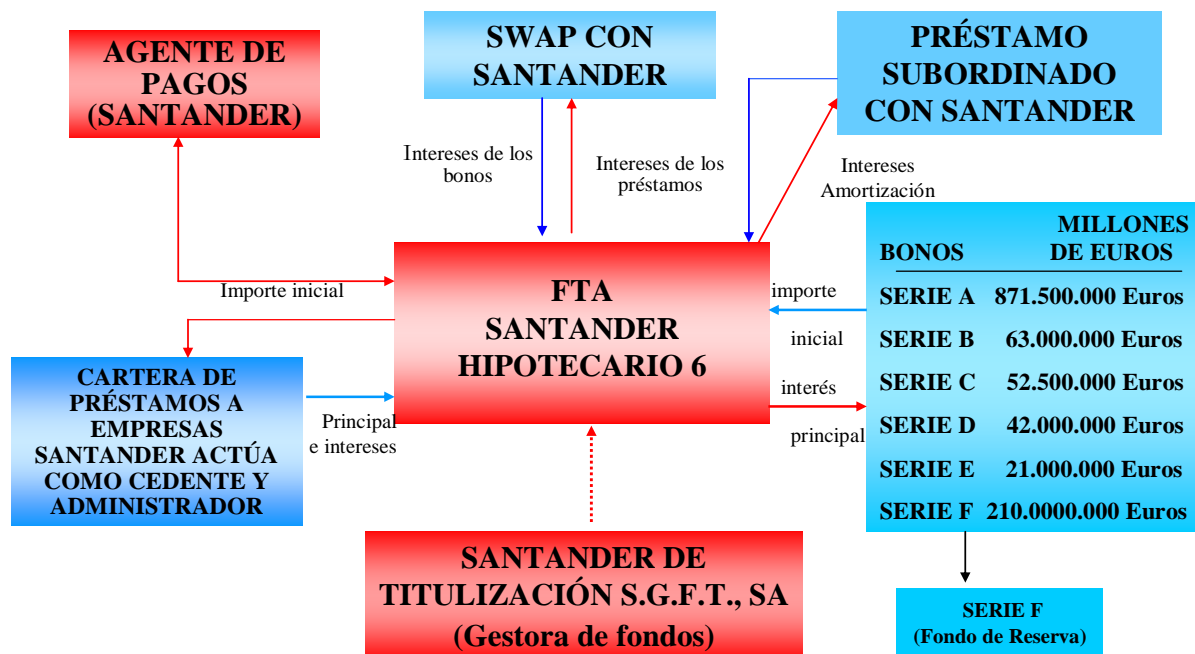 AGENTE DE
PAGOS
(SANTANDER)
SWAP CON
SANTANDER
PRÉSTAMO
SUBORDINADO
CON SANTANDER
Intereses de los
bonos
Intereses de los
préstamos
Intereses
Amortización
Importe inicial
FTA
SANTANDER
HIPOTECARIO 6
importe
inicial
interés
principal
MILLONES
BONOS DE EUROS
SERIE A 871.500.000 Euros
SERIE B 63.000.000 Euros
SERIE C 52.500.000 Euros
SERIE D 42.000.000 Euros
SERIE E 21.000.000 Euros
SERIE F 210.0000.000 Euros
CARTERA DE
PRÉSTAMOS A
EMPRESAS
SANTANDER ACTÚA
COMO CEDENTE Y
ADMINISTRADOR
Principal
e intereses
SANTANDER DE
TITULIZACIÓN S.G.F.T., SA
(Gestora de fondos)
SERIE F
(Fondo de Reserva)